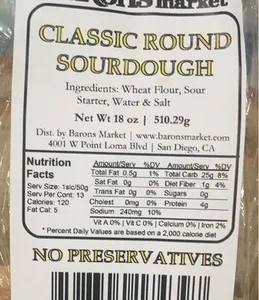 Barons market
CLASSIC ROUND
SOURDOUGH
Ingredients: Wheat Flour, Sour
Starter, Water & Salt
Net Wt 18 oz | 510.29g
Dist. by Barons Market | www.baronsmarket.com
4001 W Point Loma Blvd | San Diego, CA
Nutrition
Facts
Serv Size: 1slc/50g
Serv Per Cont: 13
Calories: 120
Fat Cal: 5
Amount/Serv %DV Amount/Serv %DV
Total Fat 0.5g 1% Total Carb 25g 8%
Sat Fat 0g 0% Diet Fiber 1g 4%
Trans Fat 0g 0% Sugars 0g
Cholest 0mg 0% Protein 4g
Sodium 240mg 10%
Vit A 0% | Vit C 0% | Calcium 0% | Iron 2%
* Percent Daily Values are based on a 2,000 calorie diet
NO PRESERVATIVES